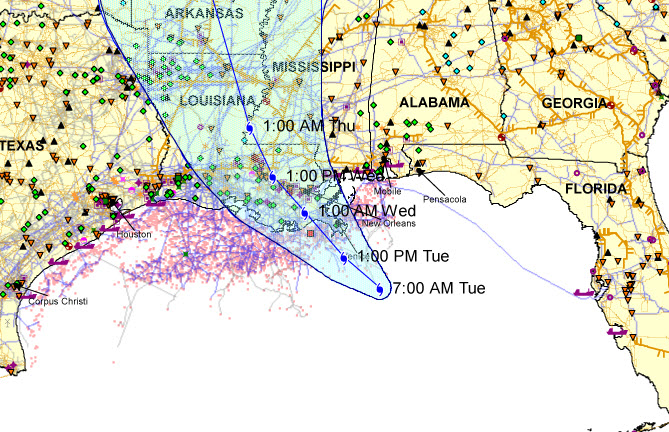 ARKANSAS
MISSISSIPPI
LOUISIANA
ALABAMA
GEORGIA
1:00 AM Thu
TEXAS
1:00 PM Wed
FLORIDA
Mobile
Pensacola
1:00 AM Wed
New Orleans
Houston
1:00 PM Tue
7:00 AM Tue
Corpus Christi